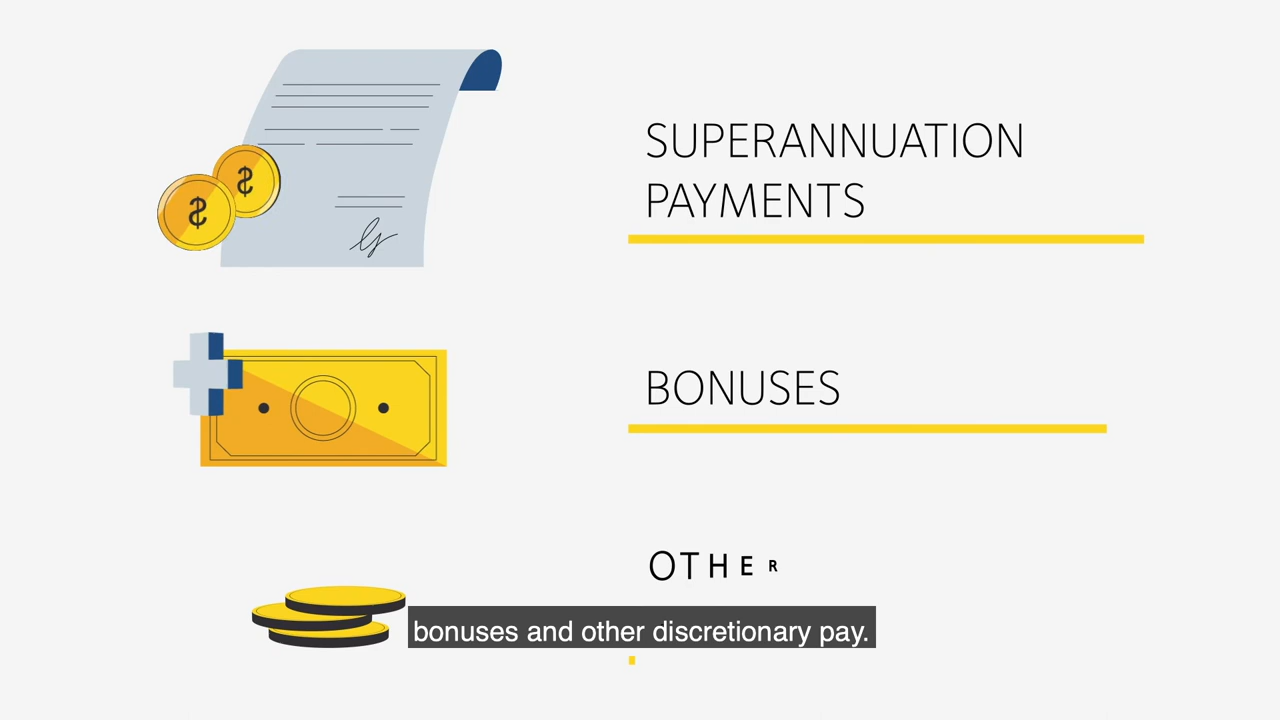 SUPERANNUATION
PAYMENTS
BONUSES
OTHER
bonuses and other discretionary pay.